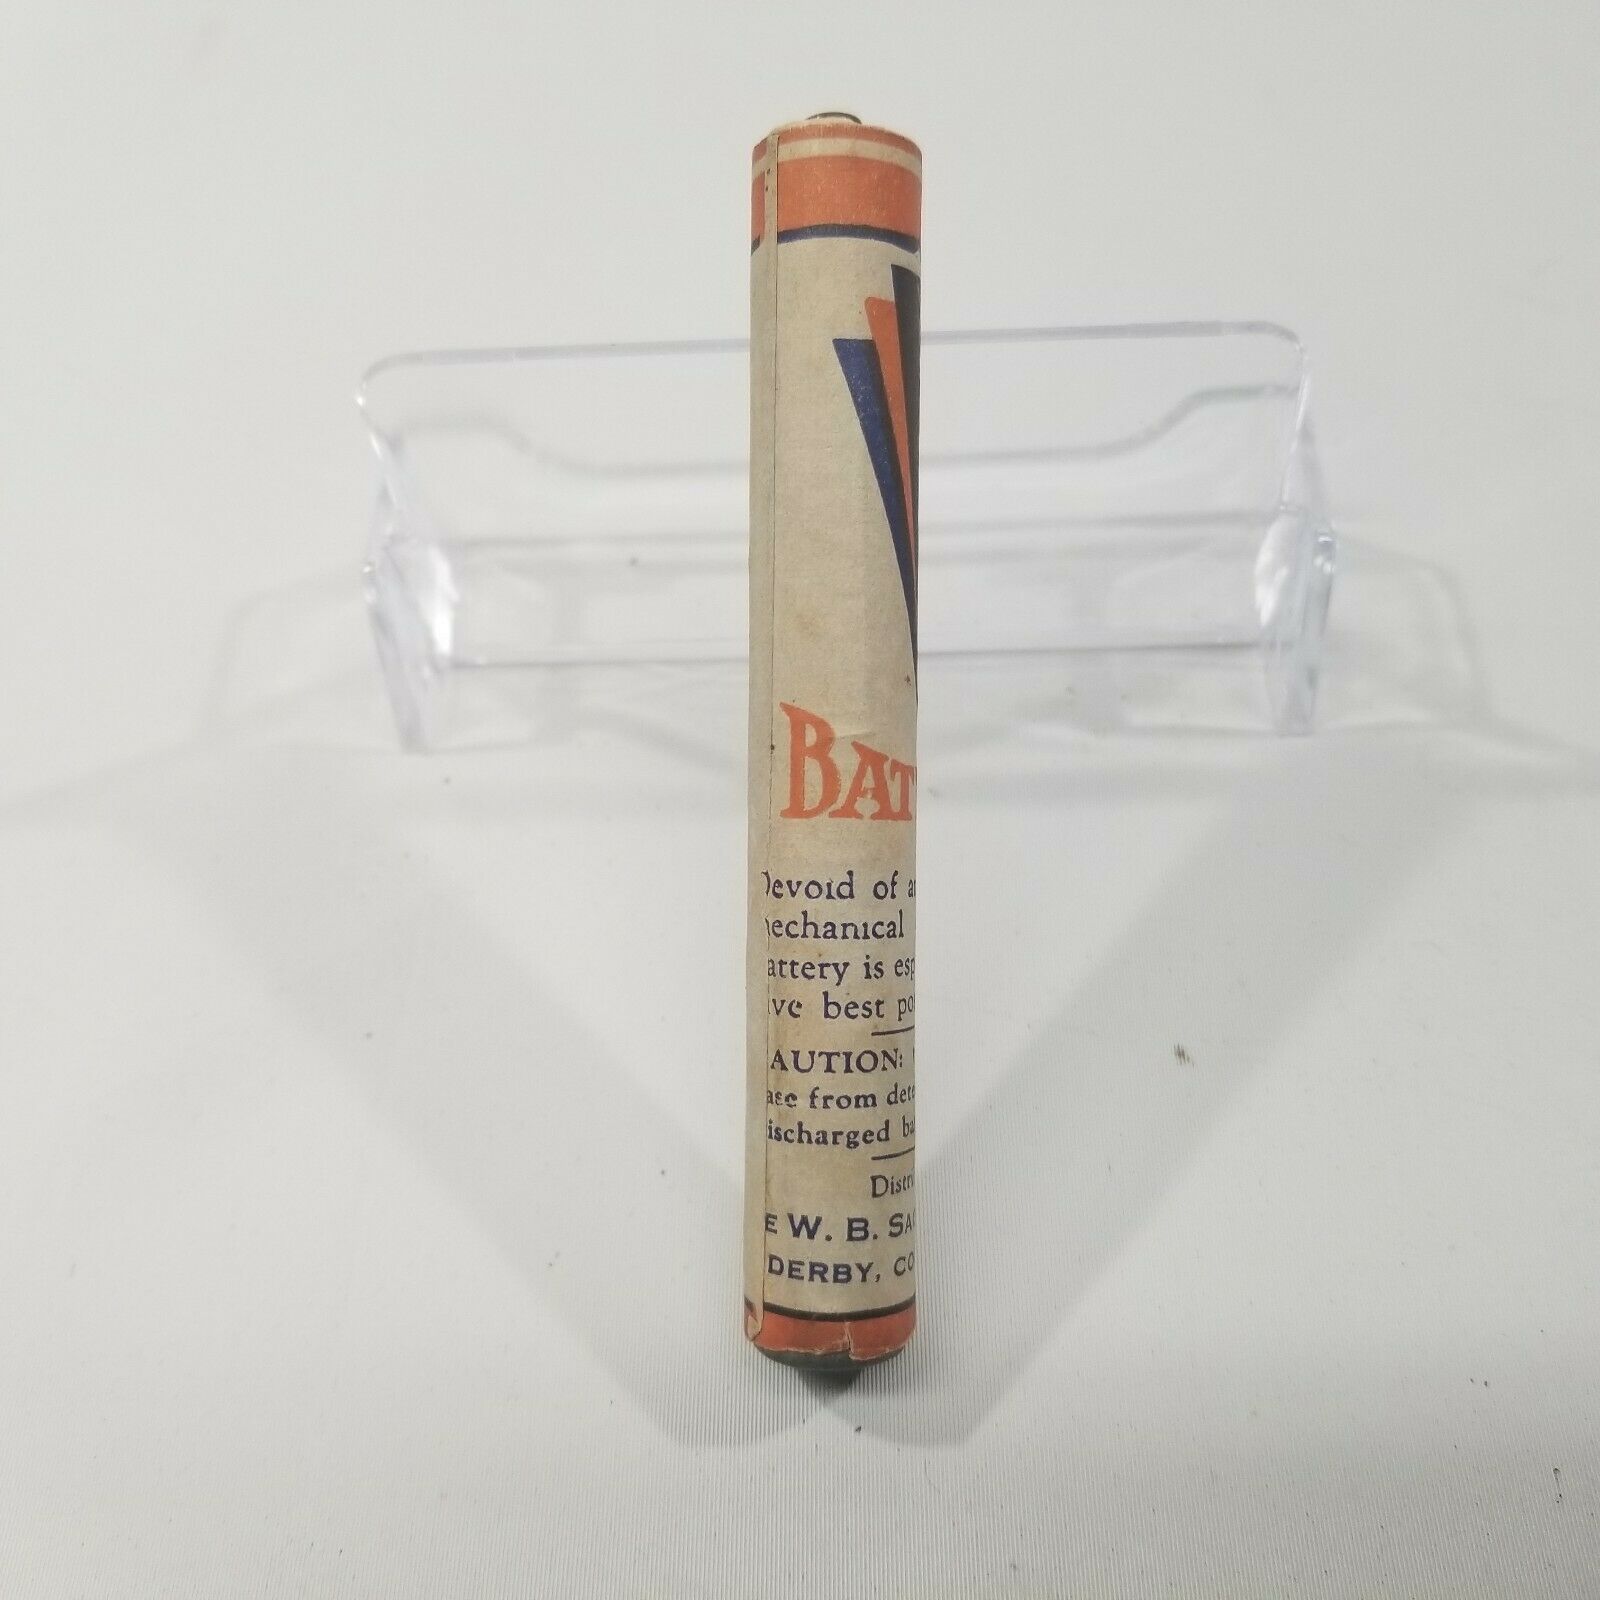 BAT
Devoid of a
mechanical
attery is esp
ive best po
AUTION:
ase from dete
ischarged ba
Distri
E W. B. SA
DERBY, CO